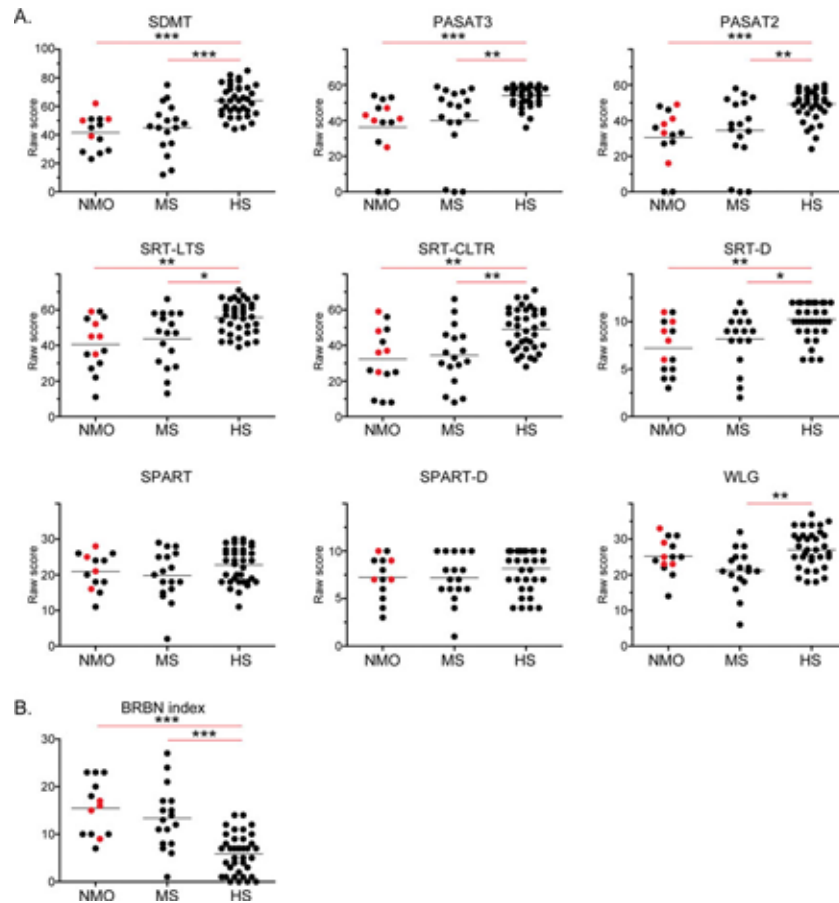 A.
SDMT
***
***
Raw score
100
80
60
40
20
0
NMO MS HS
PASAT3
***
**
Raw score
60
40
20
0
NMO MS HS
PASAT2
***
**
Raw score
60
40
20
0
NMO MS HS
SRT-LTS
**
*
Raw score
60
40
20
0
NMO MS HS
SRT-CLTR
**
**
Raw score
60
40
20
0
NMO MS HS
SRT-D
**
*
Raw score
10
5
0
NMO MS HS
SPART
Raw score
30
20
10
0
NMO MS HS
SPART-D
Raw score
10
5
0
NMO MS HS
WLG
**
Raw score
30
20
10
0
NMO MS HS
B.
BRBN index
***
***
30
20
10
0
NMO MS HS